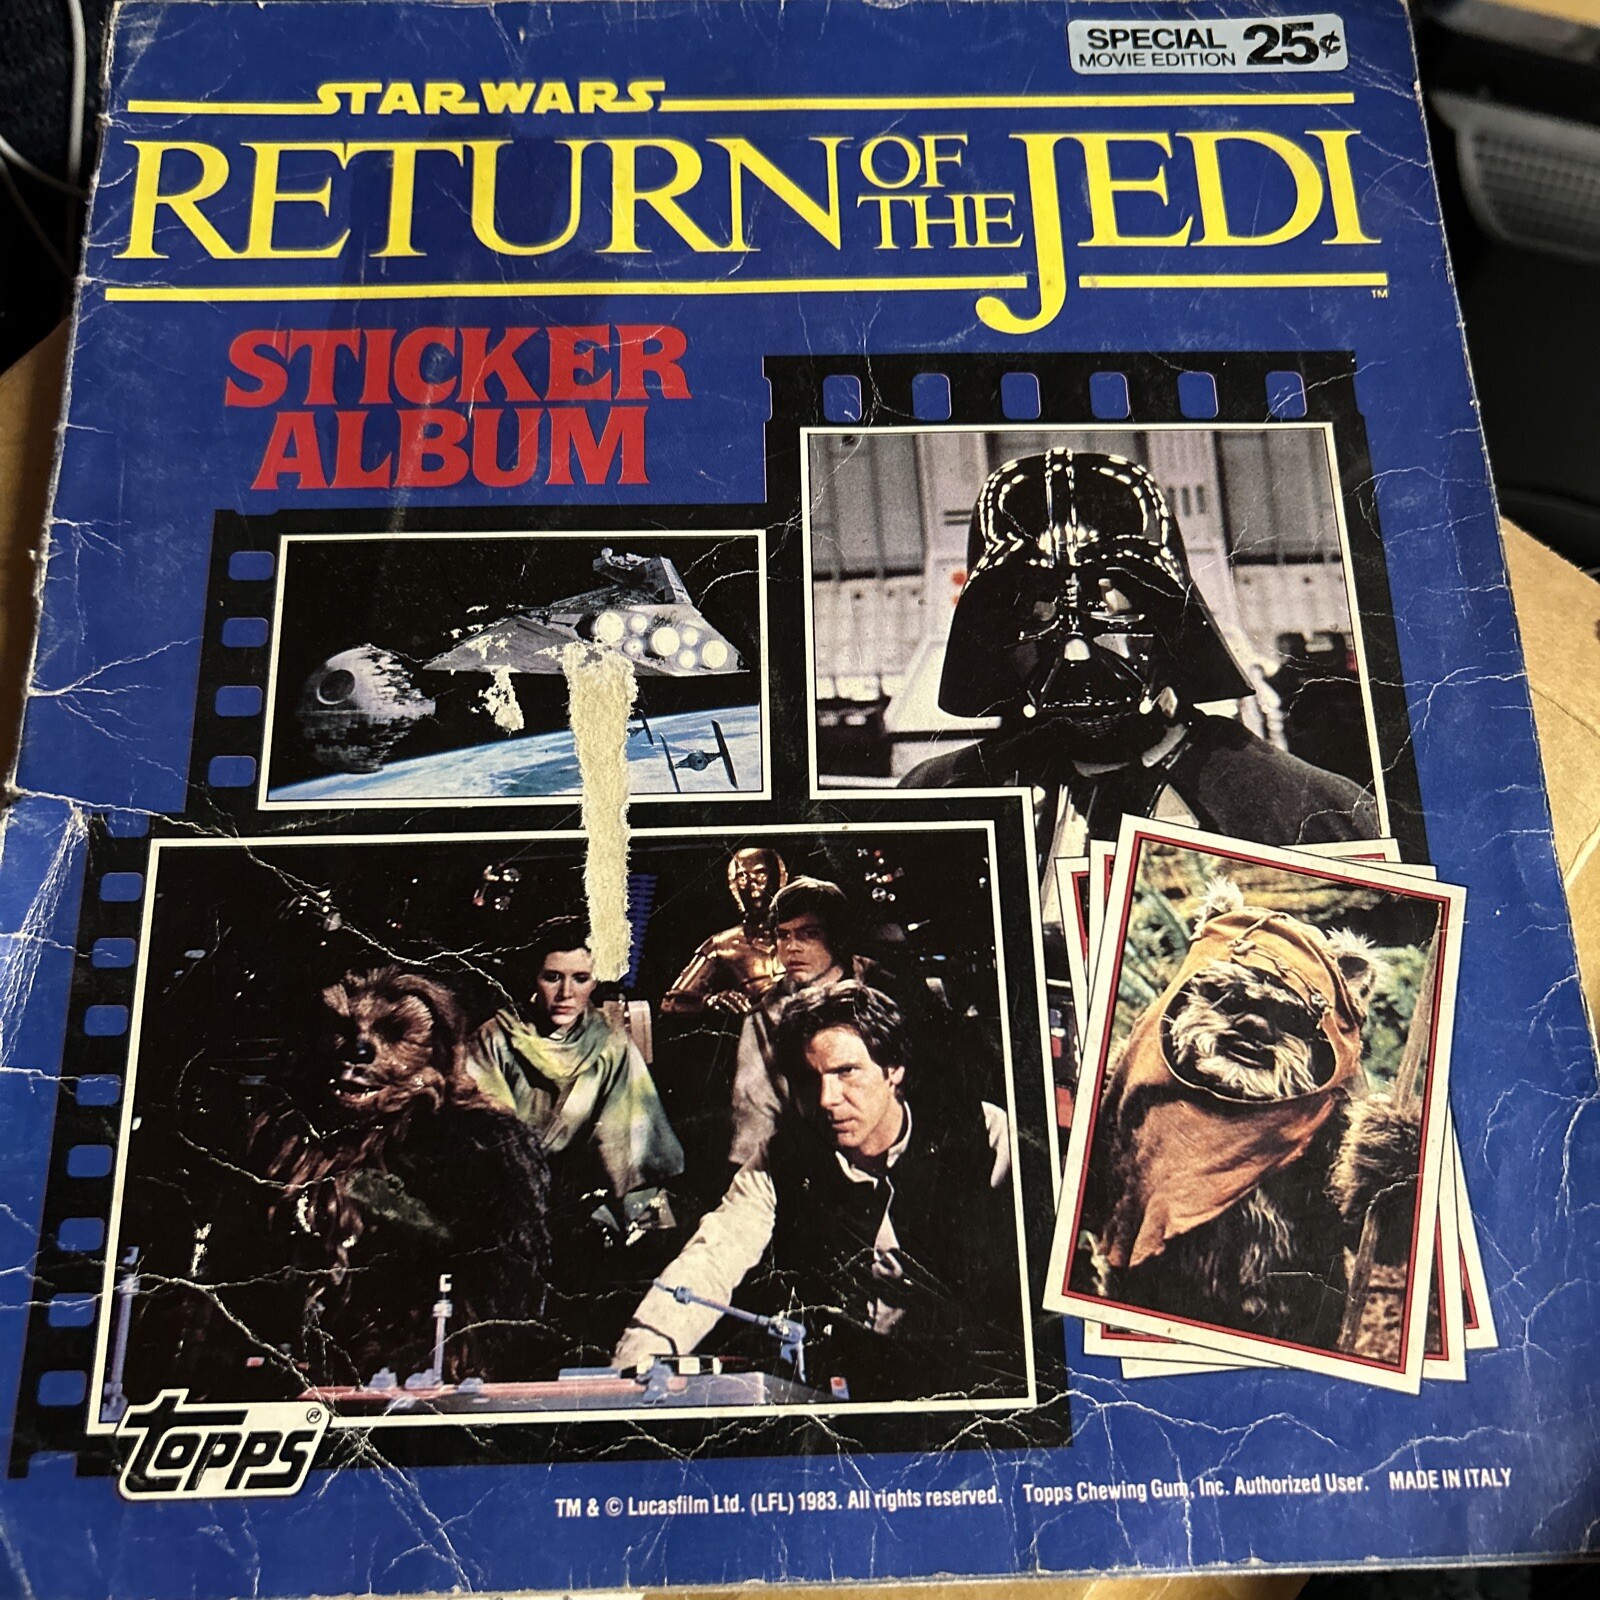 SPECIAL
MOVIE EDITION 25¢
STAR WARS
RETURN OF THE JEDI
TM
STICKER
ALBUM
topps®
TM & © Lucasfilm Ltd. (LFL) 1983. All rights reserved. Topps Chewing Gum, Inc. Authorized User. MADE IN ITALY